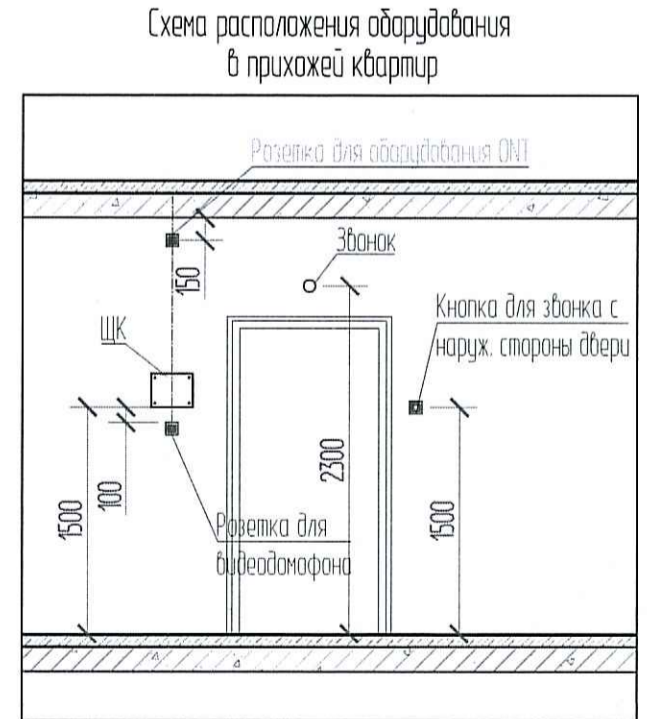 Схема расположения оборудования
в прихожей квартир
Розетка для оборудования ONT
Звонок
150
Кнопка для звонка с
наруж. стороны двери
ЩК
2300
1500
100
1500
Розетка для
видеодомофона